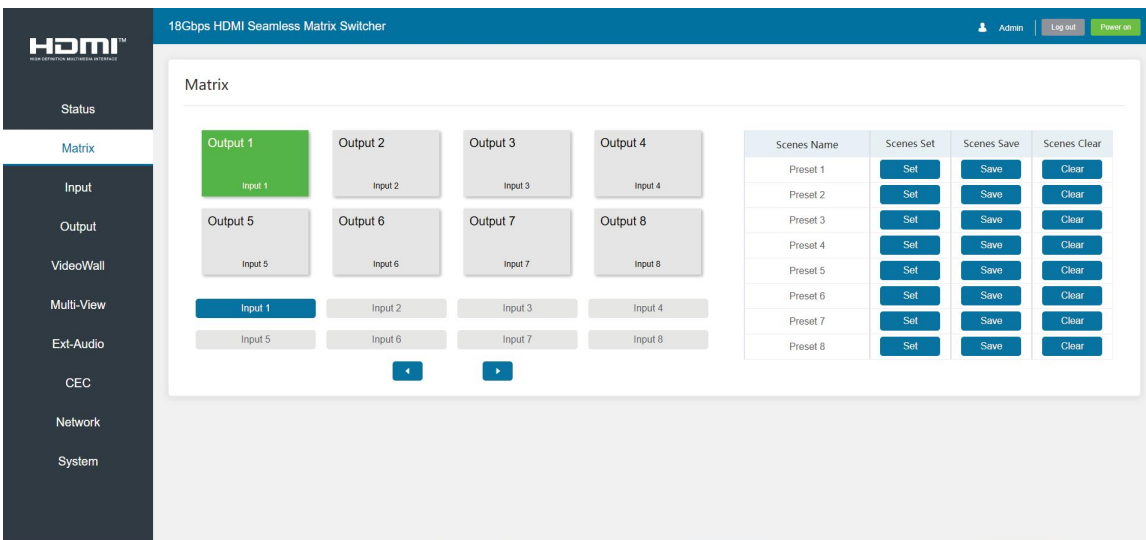 HDMI™
HIGH DEFINITION MULTIMEDIA INTERFACE
Status
Matrix
Input
Output
VideoWall
Multi-View
Ext-Audio
CEC
Network
System
18Gbps HDMI Seamless Matrix Switcher
Admin
Log out
Power on
Matrix
Output 1 Output 2 Output 3 Output 4
Input 1 Input 2 Input 3 Input 4
Output 5 Output 6 Output 7 Output 8
Input 5 Input 6 Input 7 Input 8
Input 1 Input 2 Input 3 Input 4
Input 5 Input 6 Input 7 Input 8
Scenes Name Scenes Set Scenes Save Scenes Clear
Preset 1 Set Save Clear
Preset 2 Set Save Clear
Preset 3 Set Save Clear
Preset 4 Set Save Clear
Preset 5 Set Save Clear
Preset 6 Set Save Clear
Preset 7 Set Save Clear
Preset 8 Set Save Clear